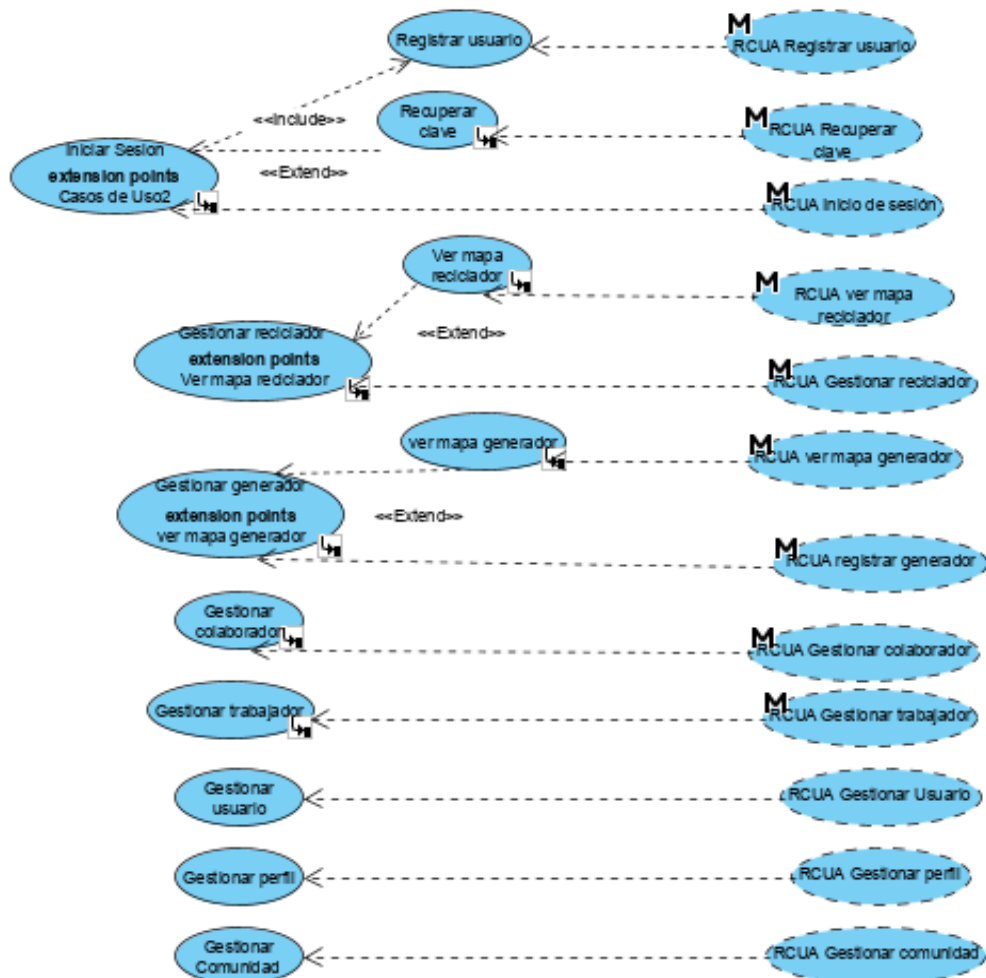 Registrar usuario
M
RCUA Registrar usuario
<<Include>>
Recuperar
clave
M
RCUA Recuperar
clave
Iniciar Sesion
extension points
Casos de Uso2
<<Extend>>
M
RCUA Inicio de sesión
Ver mapa
reciclador
M
RCUA ver mapa
reciclador
<<Extend>>
Gestionar reciclador
extension points
Ver mapa reciclador
M
RCUA Gestionar reciclador
ver mapa generador
M
RCUA ver mapa generador
Gestionar generador
extension points
ver mapa generador
<<Extend>>
M
RCUA registrar generador
Gestionar
colaborador
M
RCUA Gestionar colaborador
Gestionar trabajador
M
RCUA Gestionar trabajador
Gestionar
usuario
RCUA Gestionar Usuario
Gestionar perfil
RCUA Gestionar perfil
Gestionar
Comunidad
RCUA Gestionar comunidad